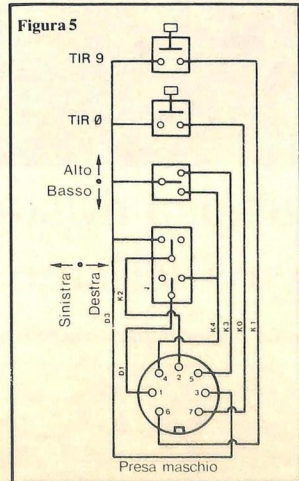 Figura 5
TIR 9
TIR Ø
Alto
Basso
Sinistra
Destra
D3
K2
D1
K4
K3
K0
K1
4
2
5
1
3
6
7
Presa maschio